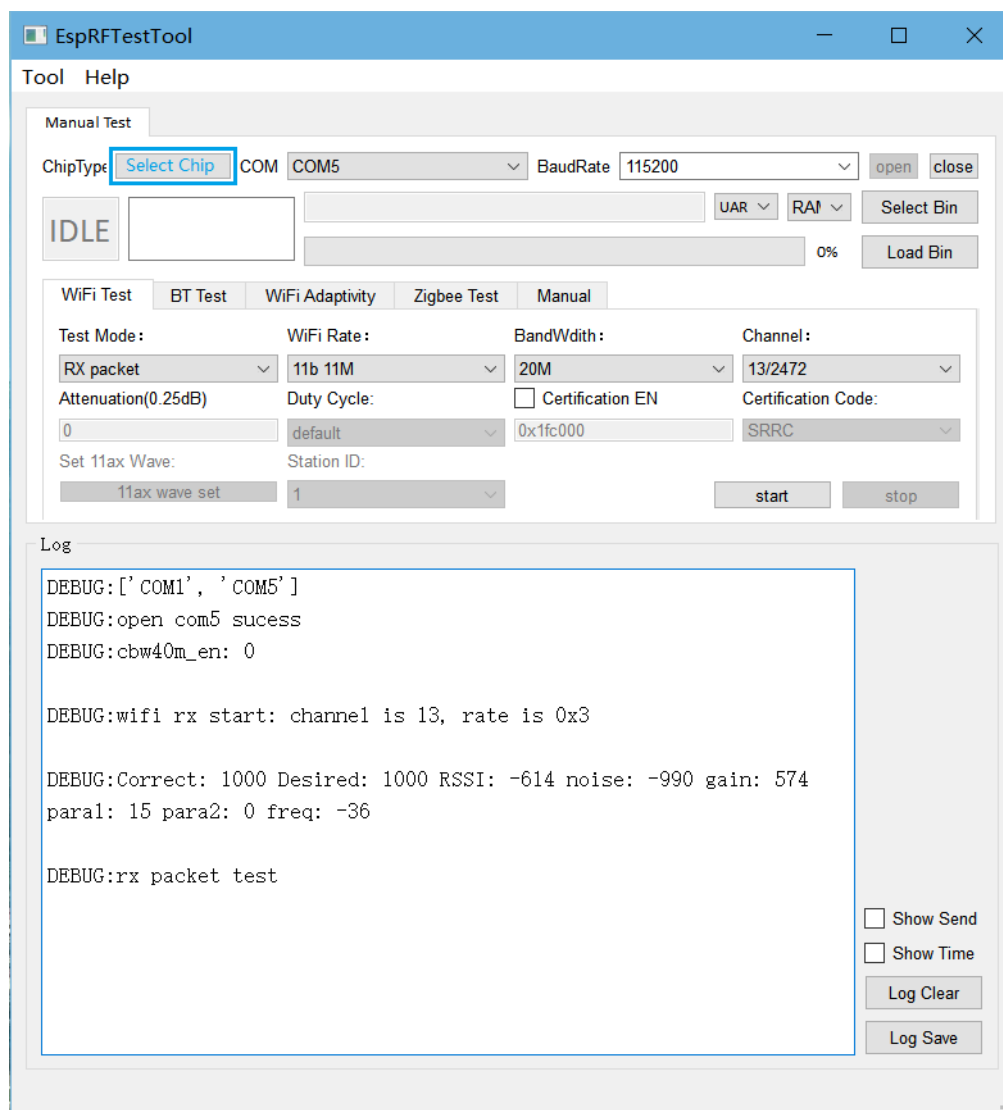 EspRFTestTool
Tool Help
Manual Test
ChipType Select Chip COM COM5 BaudRate 115200 open close
IDLE UAR RAM Select Bin
0% Load Bin
WiFi Test BT Test WiFi Adaptivity Zigbee Test Manual
Test Mode: WiFi Rate: BandWdith: Channel:
RX packet 11b 11M 20M 13/2472
Attenuation(0.25dB) Duty Cycle: Certification EN Certification Code:
0 default 0x1fc000 SRRC
Set 11ax Wave: Station ID:
11ax wave set 1 start stop
Log
DEBUG:['COM1', 'COM5']
DEBUG:open com5 sucess
DEBUG:cbw40m_en: 0
DEBUG:wifi rx start: channel is 13, rate is 0x3
DEBUG:Correct: 1000 Desired: 1000 RSSI: -614 noise: -990 gain: 574
para1: 15 para2: 0 freq: -36
DEBUG:rx packet test
Show Send
Show Time
Log Clear
Log Save